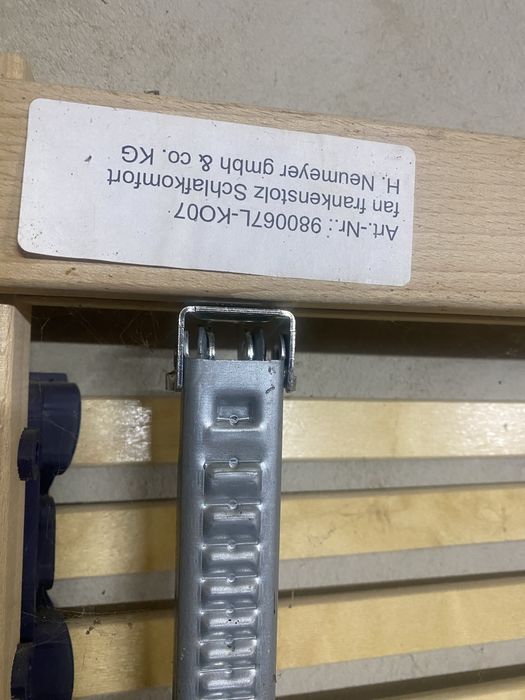 Art.-Nr.: 980067L-KO07
fan frankenstolz Schlafkomfort
H. Neumeyer gmbh & co. KG